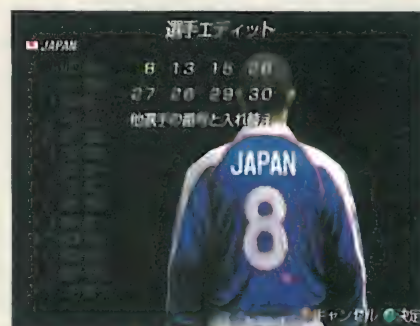 選手エディット
JAPAN
8 13 15 26
27 28 29 30
他選手の番号と入れ替え
JAPAN
8
キャンセル 決定